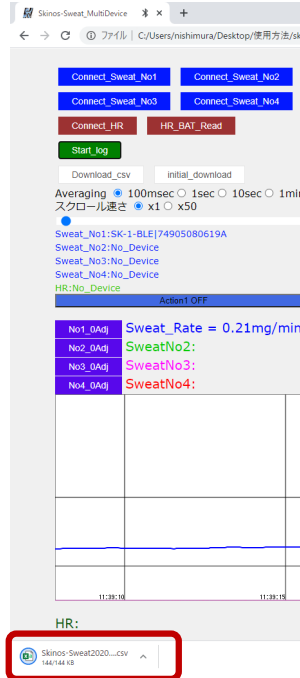 Skinos-Sweat_MultiDevice
ファイル | C:/Users/nishimura/Desktop/使用方法/sk
Connect_Sweat_No1 Connect_Sweat_No2
Connect_Sweat_No3 Connect_Sweat_No4
Connect_HR HR_BAT_Read
Start_log
Download_csv initial_download
Averaging 100msec 1sec 10sec 1min
スクロール速さ x1 x50
Sweat_No1:SK-1-BLE|74905080619A
Sweat_No2:No_Device
Sweat_No3:No_Device
Sweat_No4:No_Device
HR:No_Device
Action1 OFF
No1_0Adj Sweat_Rate = 0.21mg/min
No2_0Adj SweatNo2:
No3_0Adj SweatNo3:
No4_0Adj SweatNo4:
11:39:10 11:39:15
HR:
Skinos-Sweat2020....csv
144/144 KB